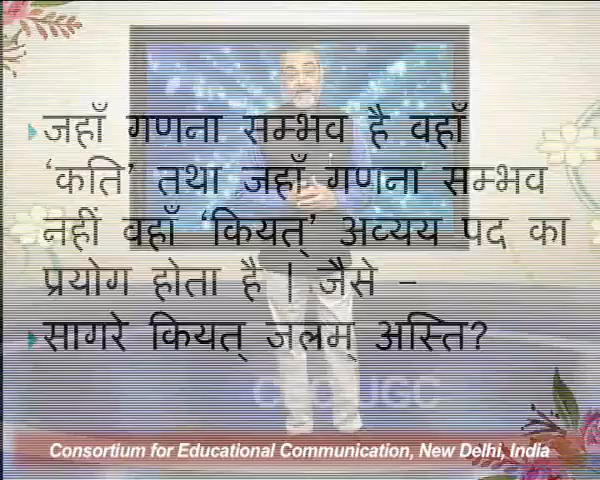 जहाँ गणना सम्भव है वहाँ
‘कति’ तथा जहाँ गणना सम्भव
नहीं वहाँ ‘कियत्’ अव्यय पद का
प्रयोग होता है | जैसे –
सागरे कियत् जलम् अस्ति?
UGC
Consortium for Educational Communication, New Delhi, India